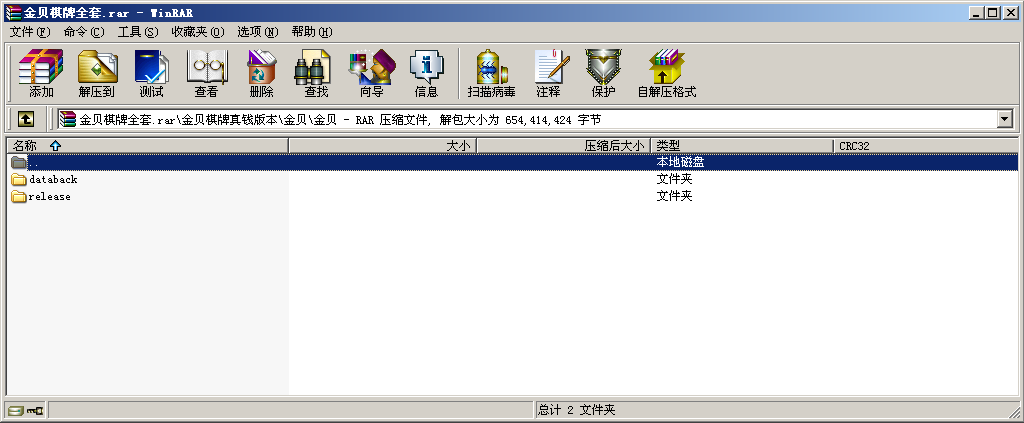 金贝棋牌全套.rar - WinRAR
文件(F) 命令(C) 工具(S) 收藏夹(O) 选项(N) 帮助(H)
添加 解压到 测试 查看 删除 查找 向导 信息 扫描病毒 注释 保护 自解压格式
金贝棋牌全套.rar\金贝棋牌真钱版本\金贝\金贝 - RAR 压缩文件, 解包大小为 654,414,424 字节
名称 大小 压缩后大小 类型 CRC32
.. 本地磁盘
databack 文件夹
release 文件夹
总计 2 文件夹